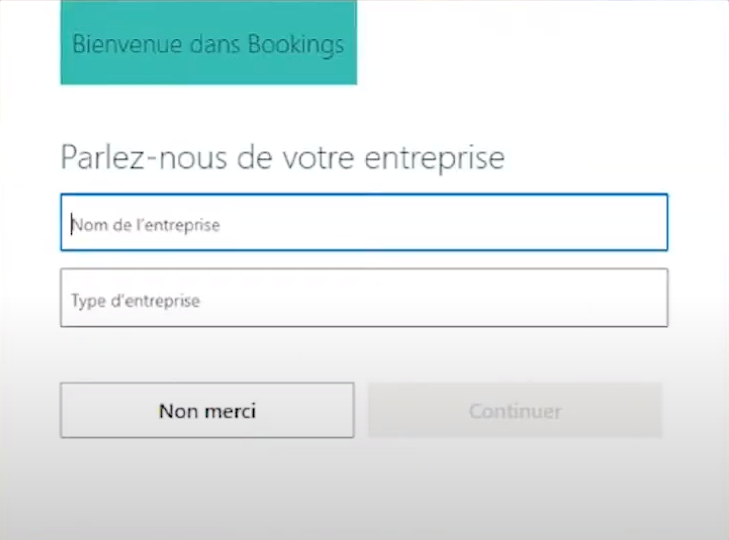 Bienvenue dans Bookings
Parlez-nous de votre entreprise
Nom de l'entreprise
Type d'entreprise
Non merci
Continuer